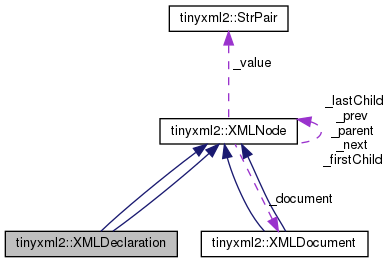 tinyxml2::StrPair
_value
_lastChild
_prev
_parent
_next
_firstChild
tinyxml2::XMLNode
_document
tinyxml2::XMLDeclaration
tinyxml2::XMLDocument